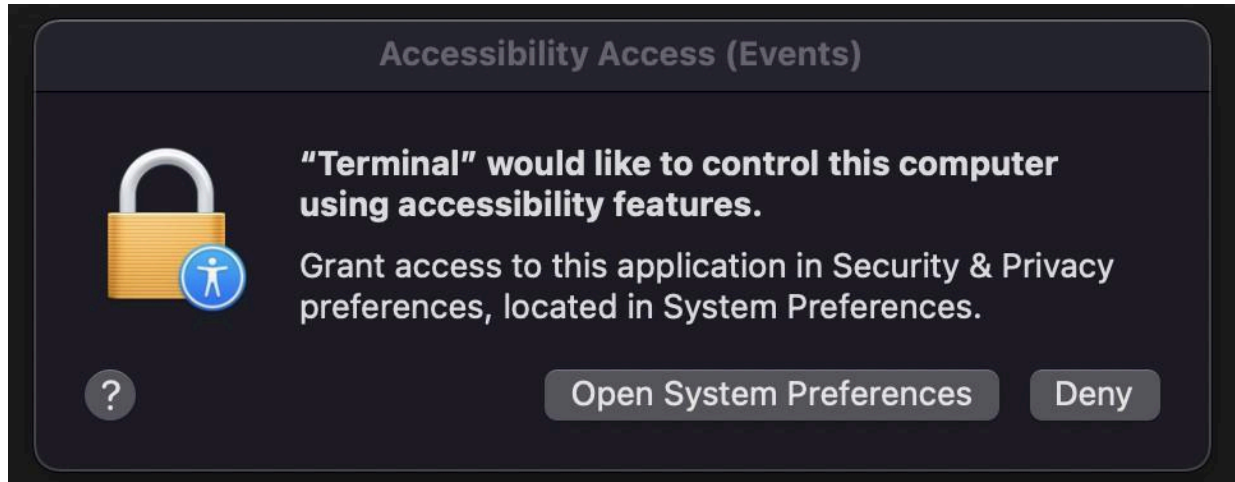 Accessibility Access (Events)
“Terminal” would like to control this computer
using accessibility features.
Grant access to this application in Security & Privacy
preferences, located in System Preferences.
?
Open System Preferences
Deny